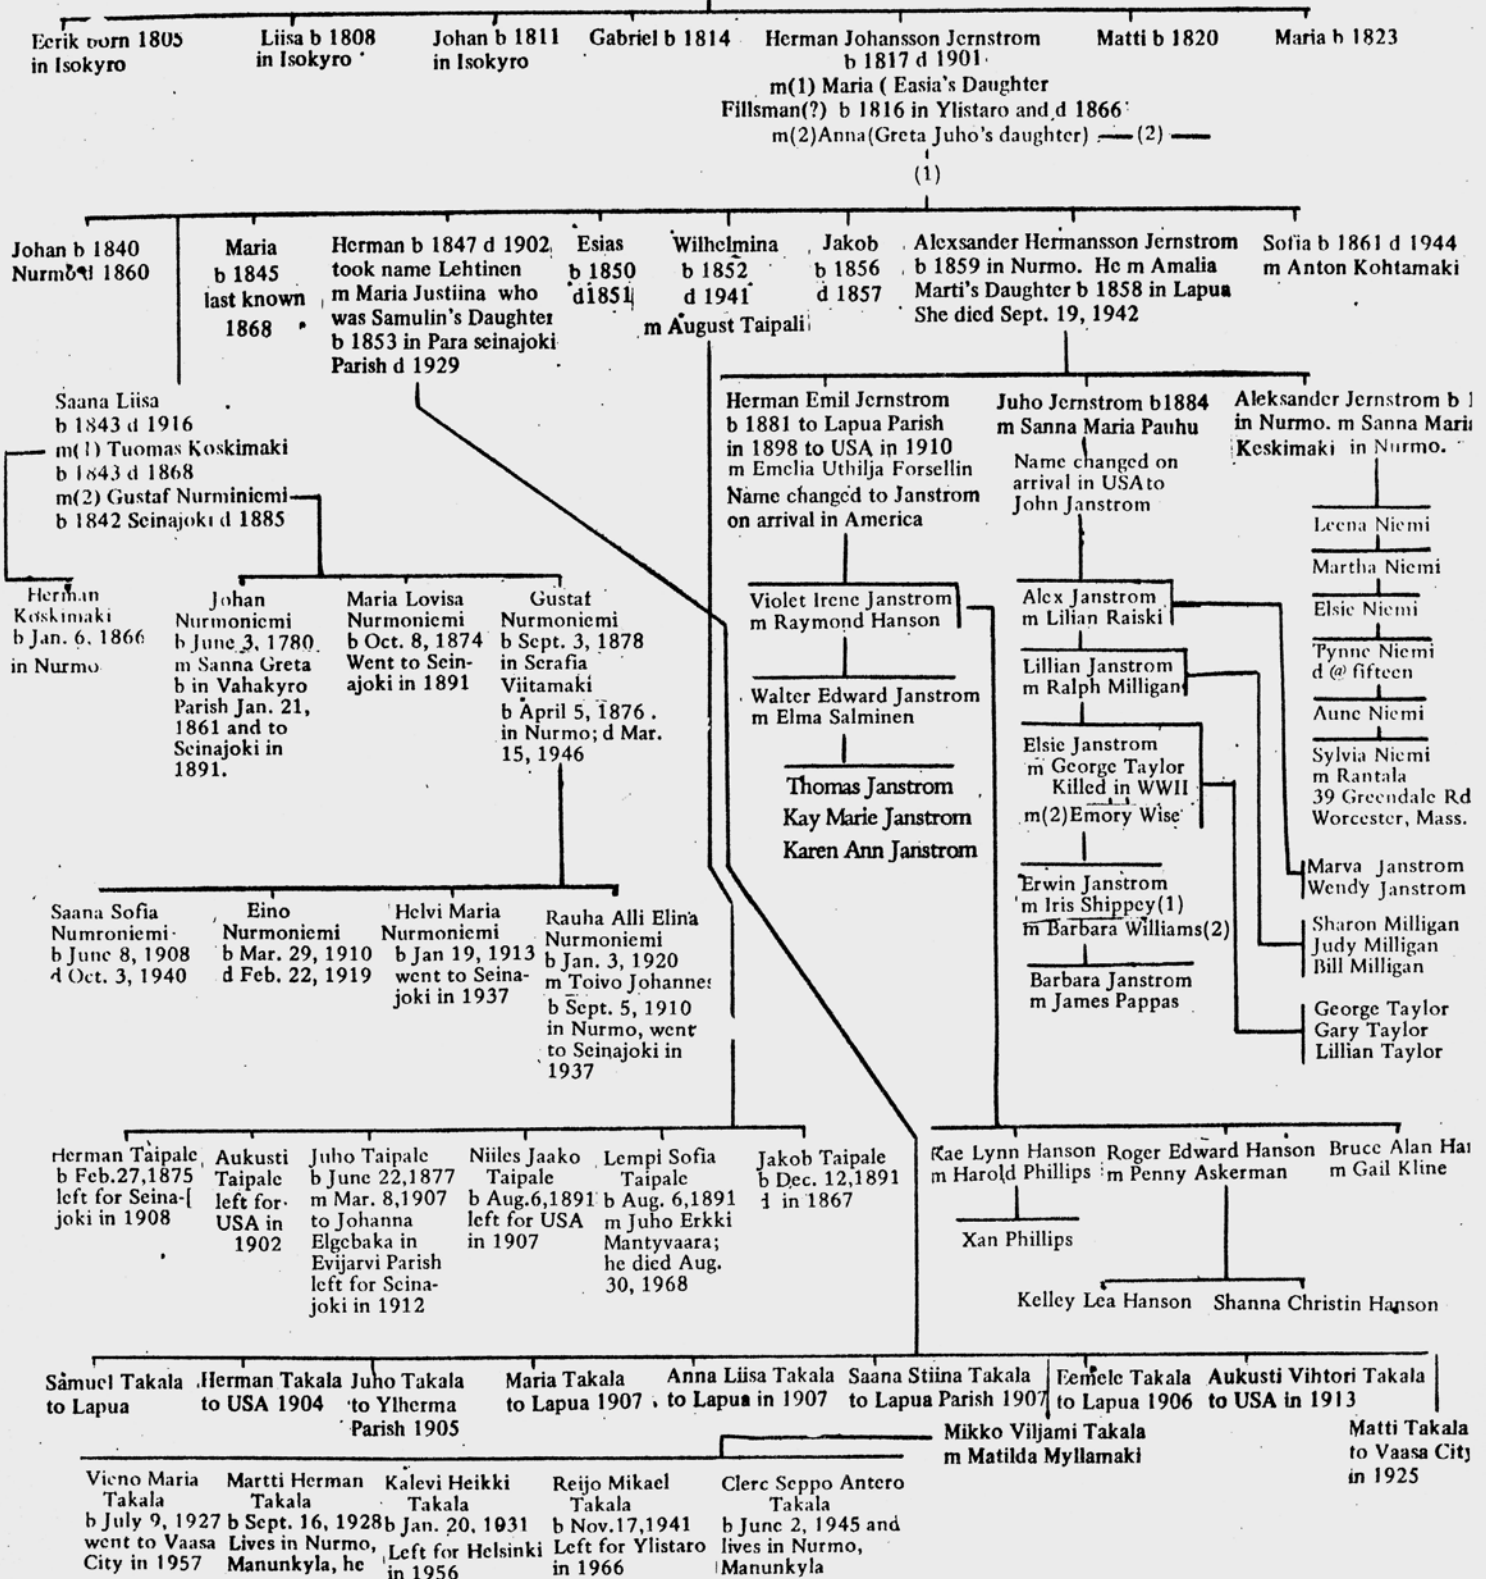 Eerik born 1805
in Isokyro
Liisa b 1808
in Isokyro
Johan b 1811
in Isokyro
Gabriel b 1814
Herman Johansson Jernstrom
b 1817 d 1901
m(1) Maria ( Easia's Daughter
Fillsman(?) b 1816 in Ylistaro and d 1866
m(2)Anna(Greta Juho's daughter) — (2) —
(1)
Matti b 1820
Maria b 1823
Johan b 1840
1860
Maria
b 1845
last known
1868
Herman b 1847 d 1902
took name Lehtinen
m Maria Justiina who
was Samulin's Daughter
b 1853 in Para seinajoki
Parish d 1929
Esias
b 1850
d1851
Wilhelmina
b 1852
d 1941
m August Taipali
Jakob
b 1856
d 1857
Alexsander Hermansson Jernstrom
b 1859 in Nurmo. He m Amalia
Marti's Daughter b 1858 in Lapua
She died Sept. 19, 1942
Sofia b 1861 d 1944
m Anton Kohtamaki
Saana Liisa
b 1843 d 1916
m(1) Tuomas Koskimaki
b 1843 d 1868
m(2) Gustaf Nurminiemi
b 1842 Seinajoki d 1885
Herman Emil Jernstrom
b 1881 to Lapua Parish
in 1898 to USA in 1910
m Emelia Uthilja Forsellin
Name changed to Janstrom
on arrival in America
Juho Jernstrom b1884
m Sanna Maria Pauhu
Name changed on
arrival in USA to
John Janstrom
Aleksander Jernstrom b
in Nurmo. m Sanna Maria
Keskimaki in Nurmo.
Leena Niemi
Martha Niemi
Elsie Niemi
Tynne Niemi
d @ fifteen
Aune Niemi
Sylvia Niemi
m Rantala
39 Greendale Rd
Worcester, Mass.
Herman
Koskimaki
b Jan. 6, 1866
in Nurmo
Johan
Nurmoniemi
b June 3, 1780
m Sanna Greta
b in Vahakyro
Parish Jan. 21,
1861 and to
Seinajoki in
1891.
Maria Lovisa
Nurmoniemi
b Oct. 8, 1874
Went to Sein-
ajoki in 1891
Gustaf
Nurmoniemi
b Sept. 3, 1878
in Serafia
Viitamaki
b April 5, 1876
in Nurmo; d Mar.
15, 1946
Violet Irene Janstrom
m Raymond Hanson
Walter Edward Janstrom
m Elma Salminen
Thomas Janstrom
Kay Marie Janstrom
Karen Ann Janstrom
Alex Janstrom
m Lilian Raiski
Lillian Janstrom
m Ralph Milligan
Elsie Janstrom
m George Taylor
Killed in WWII
m(2)Emory Wise
Erwin Janstrom
m Iris Shippey(1)
m Barbara Williams(2)
Barbara Janstrom
m James Pappas
Marva Janstrom
Wendy Janstrom
Sharon Milligan
Judy Milligan
Bill Milligan
George Taylor
Gary Taylor
Lillian Taylor
Saana Sofia
Numroniemi
b June 8, 1908
d Oct. 3, 1940
Eino
Nurmoniemi
b Mar. 29, 1910
d Feb. 22, 1919
Helvi Maria
Nurmoniemi
b Jan 19, 1913
went to Seina-
joki in 1937
Rauha Alli Elina
Nurmoniemi
b Jan. 3, 1920
m Toivo Johannes
b Sept. 5, 1910
in Nurmo, went
to Seinajoki in
1937
Herman Taipale
b Feb.27,1875
left for Seina-
joki in 1908
Aukusti
Taipale
left for
USA in
1902
Juho Taipale
b June 22,1877
m Mar. 8,1907
to Johanna
Elgebaka in
Evijarvi Parish
left for Seina-
joki in 1912
Niiles Jaako
Taipale
b Aug.6,1891
left for USA
in 1907
Lempi Sofia
Taipale
b Aug. 6,1891
m Juho Erkki
Mantyvaara;
he died Aug.
30, 1968
Jakob Taipale
b Dec. 12,1891
d in 1867
Rae Lynn Hanson
m Harold Phillips
Roger Edward Hanson
m Penny Askerman
Bruce Alan
m Gail Kline
Xan Phillips
Kelley Lea Hanson
Shanna Christin Hanson
Samuel Takala
to Lapua
Herman Takala
to USA 1904
Juho Takala
to Ylherma
Parish 1905
Maria Takala
to Lapua 1907
Anna Liisa Takala
to Lapua in 1907
Saana Stiina Takala
to Lapua Parish 1907
Eemele Takala
to Lapua 1906
Aukusti Vihtori Takala
to USA in 1913
Mikko Viljami Takala
m Matilda Myllamaki
Matti Takala
to Vaasa City
in 1925
Vieno Maria
Takala
b July 9, 1927
went to Vaasa
City in 1957
Martti Herman
Takala
b Sept. 16, 1928
Lives in Nurmo,
Manunkyla, he
Kalevi Heikki
Takala
b Jan. 20, 1931
Left for Helsinki
in 1956
Reijo Mikael
Takala
b Nov.17,1941
Left for Ylistaro
in 1966
Clerc Seppo Antero
Takala
b June 2, 1945 and
lives in Nurmo,
Manunkyla